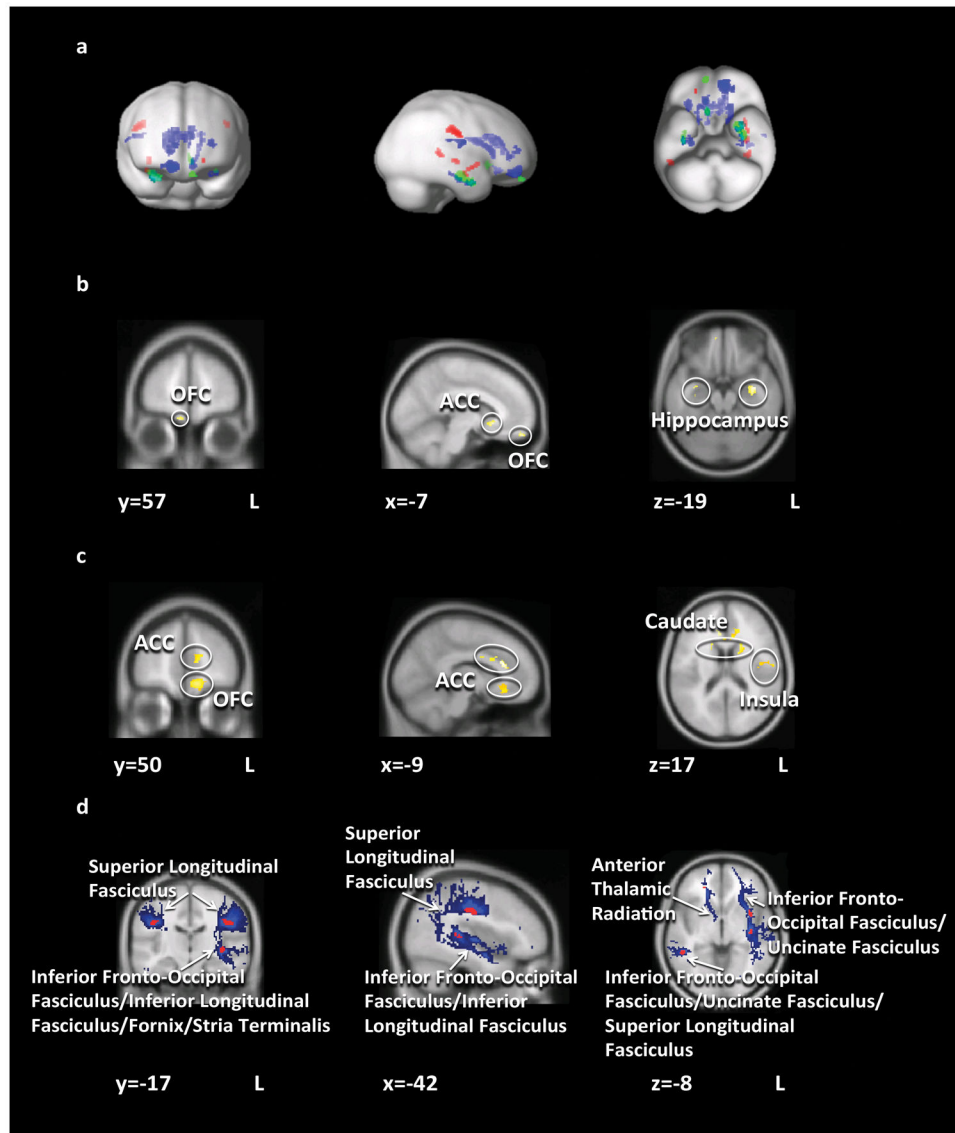 a
b
OFC
ACC
OFC
Hippocampus
y=57 L
x=-7
z=-19 L
c
ACC
OFC
ACC
Caudate
Insula
y=50 L
x=-9
z=17 L
d
Superior Longitudinal
Fasciculus
Inferior Fronto-Occipital
Fasciculus/Inferior Longitudinal
Fasciculus/Fornix/Stria Terminalis
Superior
Longitudinal
Fasciculus
Inferior Fronto-Occipital
Fasciculus/Inferior
Longitudinal Fasciculus
Anterior
Thalamic
Radiation
Inferior Fronto-
Occipital Fasciculus/
Uncinate Fasciculus
Inferior Fronto-Occipital
Fasciculus/Uncinate Fasciculus/
Superior Longitudinal
Fasciculus
y=-17 L
x=-42
z=-8 L